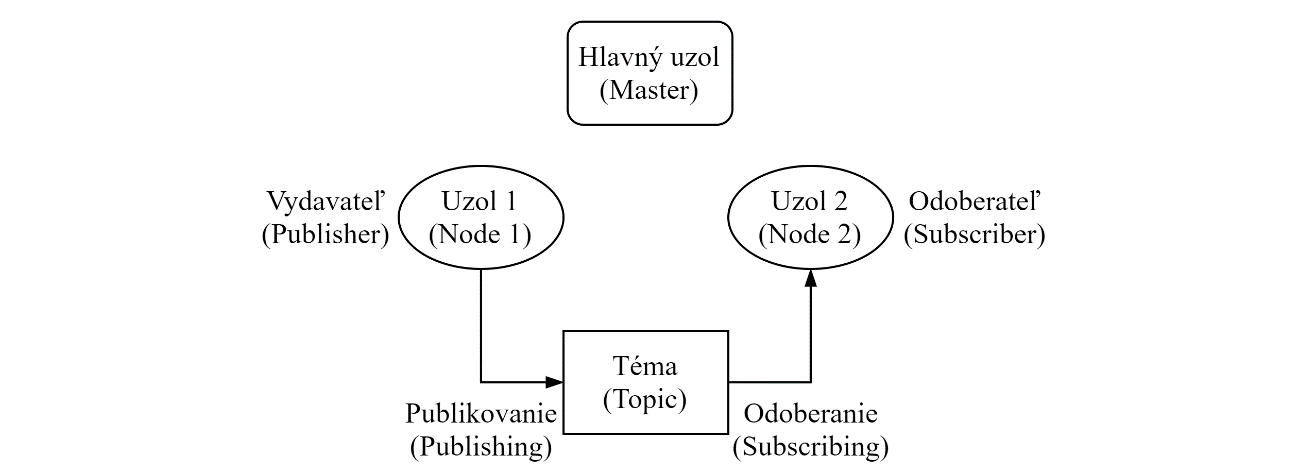 Hlavný uzol
(Master)
Vydavateľ
(Publisher)
Uzol 1
(Node 1)
Uzol 2
(Node 2)
Odoberateľ
(Subscriber)
Téma
(Topic)
Publikovanie
(Publishing)
Odoberanie
(Subscribing)